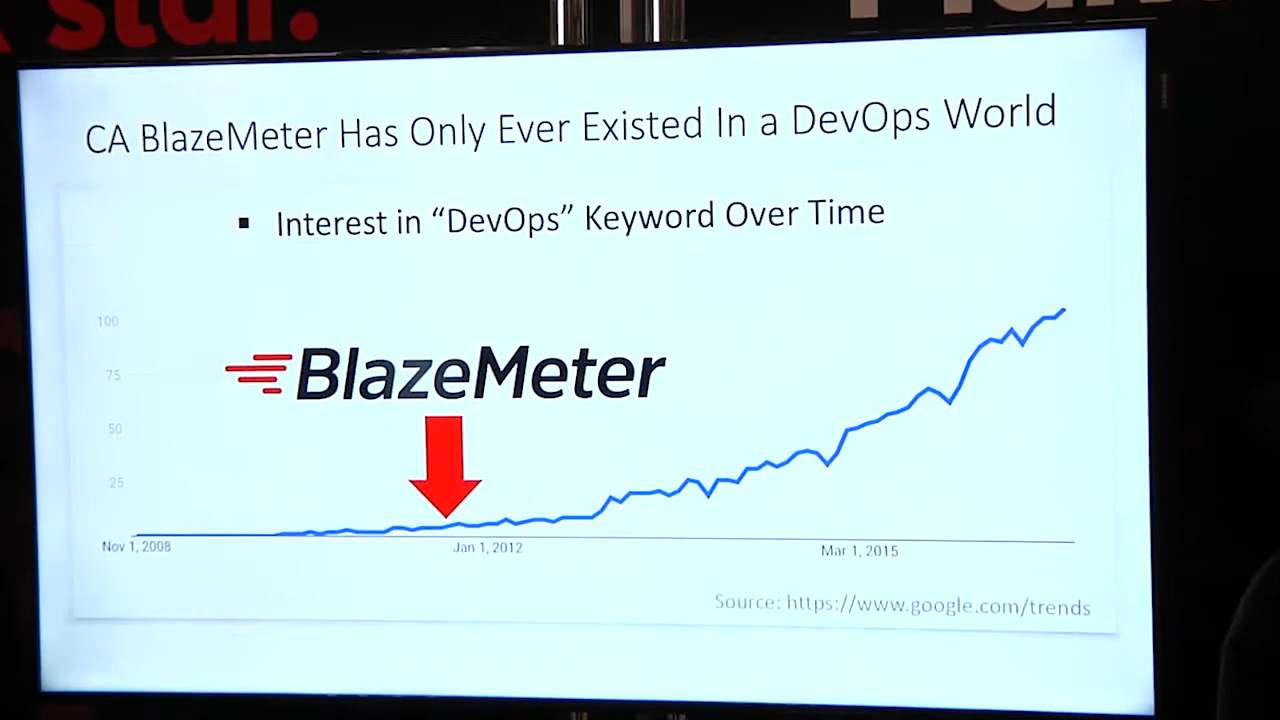 star.
CA BlazeMeter Has Only Ever Existed In a DevOps World
▪ Interest in “DevOps” Keyword Over Time
100
75
50
25
BlazeMeter
Nov 1, 2008
Jan 1, 2012
Mar 1, 2015
Source: https://www.google.com/trends